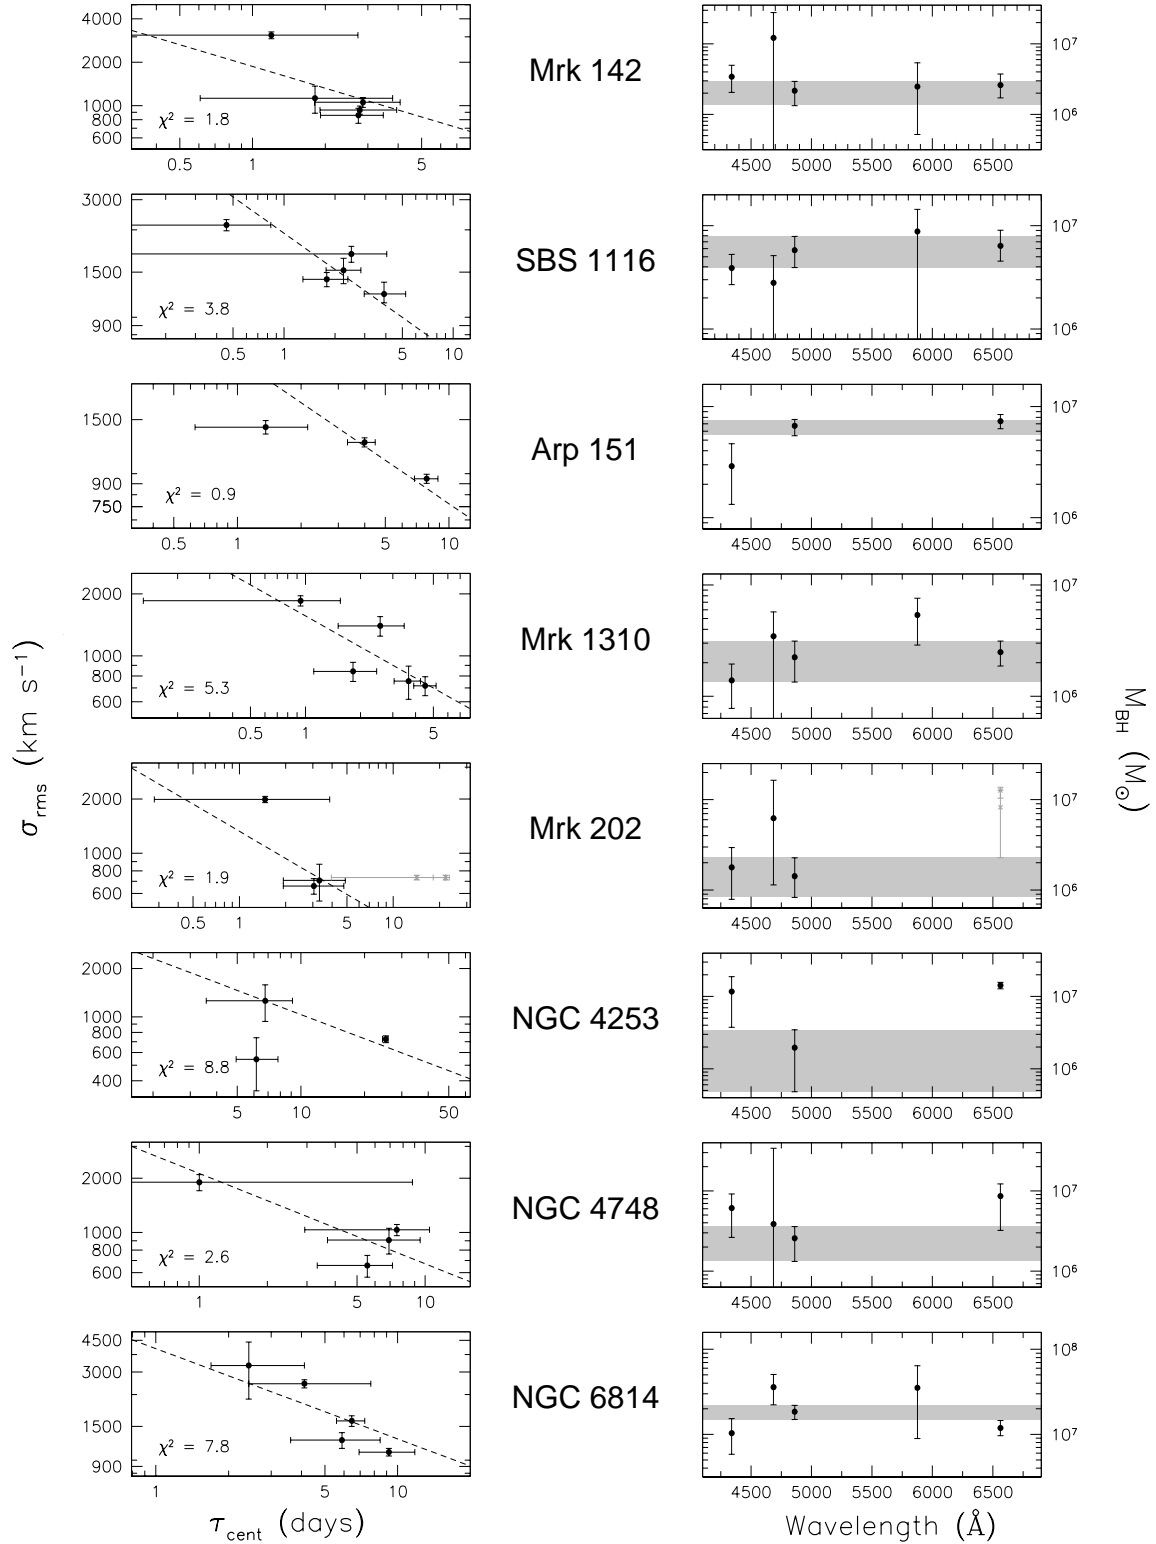 4000
2000
1000
800
600
χ² = 1.8
0.5 1 5
Mrk 142
10⁷
10⁶
4500 5000 5500 6000 6500
3000
1500
900
χ² = 3.8
0.5 1 5 10
SBS 1116
10⁷
10⁶
4500 5000 5500 6000 6500
1500
900
750
χ² = 0.9
0.5 1 5 10
Arp 151
10⁷
10⁶
4500 5000 5500 6000 6500
2000
1000
800
600
χ² = 5.3
0.5 1 5
Mrk 1310
10⁷
10⁶
4500 5000 5500 6000 6500
σrms (km s⁻¹)
MBH (M⊙)
2000
1000
800
600
χ² = 1.9
0.5 1 5 10
Mrk 202
10⁷
10⁶
4500 5000 5500 6000 6500
2000
1000
800
600
400
χ² = 8.8
5 10 50
NGC 4253
10⁷
10⁶
4500 5000 5500 6000 6500
2000
1000
800
600
χ² = 2.6
1 5 10
NGC 4748
10⁷
10⁶
4500 5000 5500 6000 6500
4500
3000
1500
900
χ² = 7.8
1 5 10
NGC 6814
10⁸
10⁷
4500 5000 5500 6000 6500
τcent (days)
Wavelength (Å)